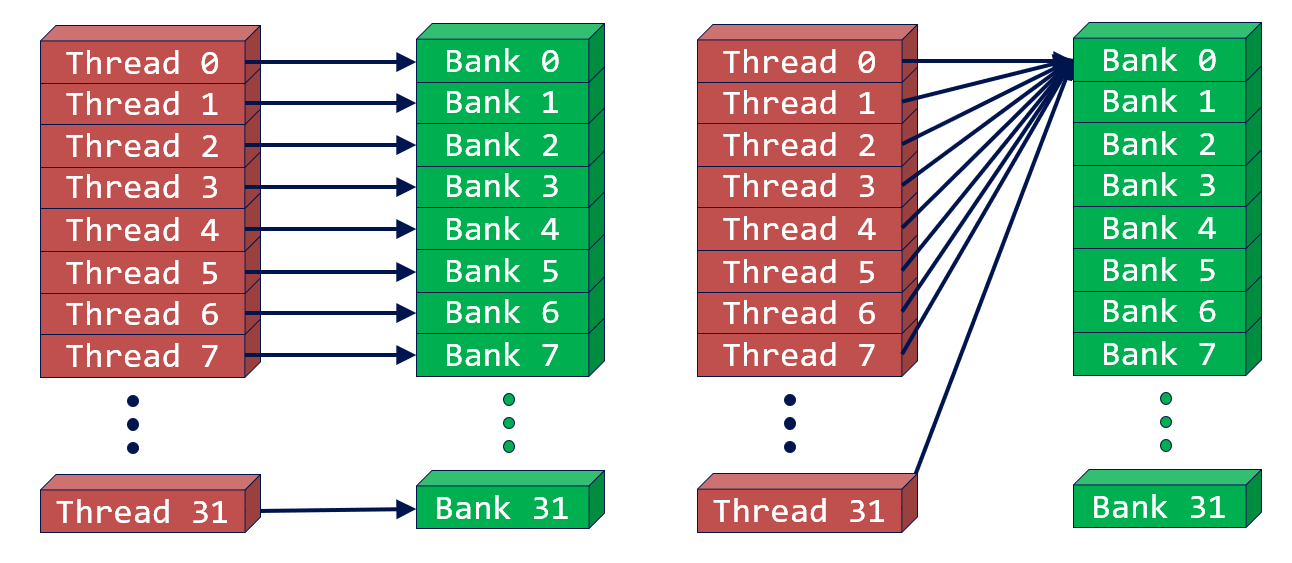 Thread 0
Thread 1
Thread 2
Thread 3
Thread 4
Thread 5
Thread 6
Thread 7
Thread 31
Bank 0
Bank 1
Bank 2
Bank 3
Bank 4
Bank 5
Bank 6
Bank 7
Bank 31
Thread 0
Thread 1
Thread 2
Thread 3
Thread 4
Thread 5
Thread 6
Thread 7
Thread 31
Bank 0
Bank 1
Bank 2
Bank 3
Bank 4
Bank 5
Bank 6
Bank 7
Bank 31